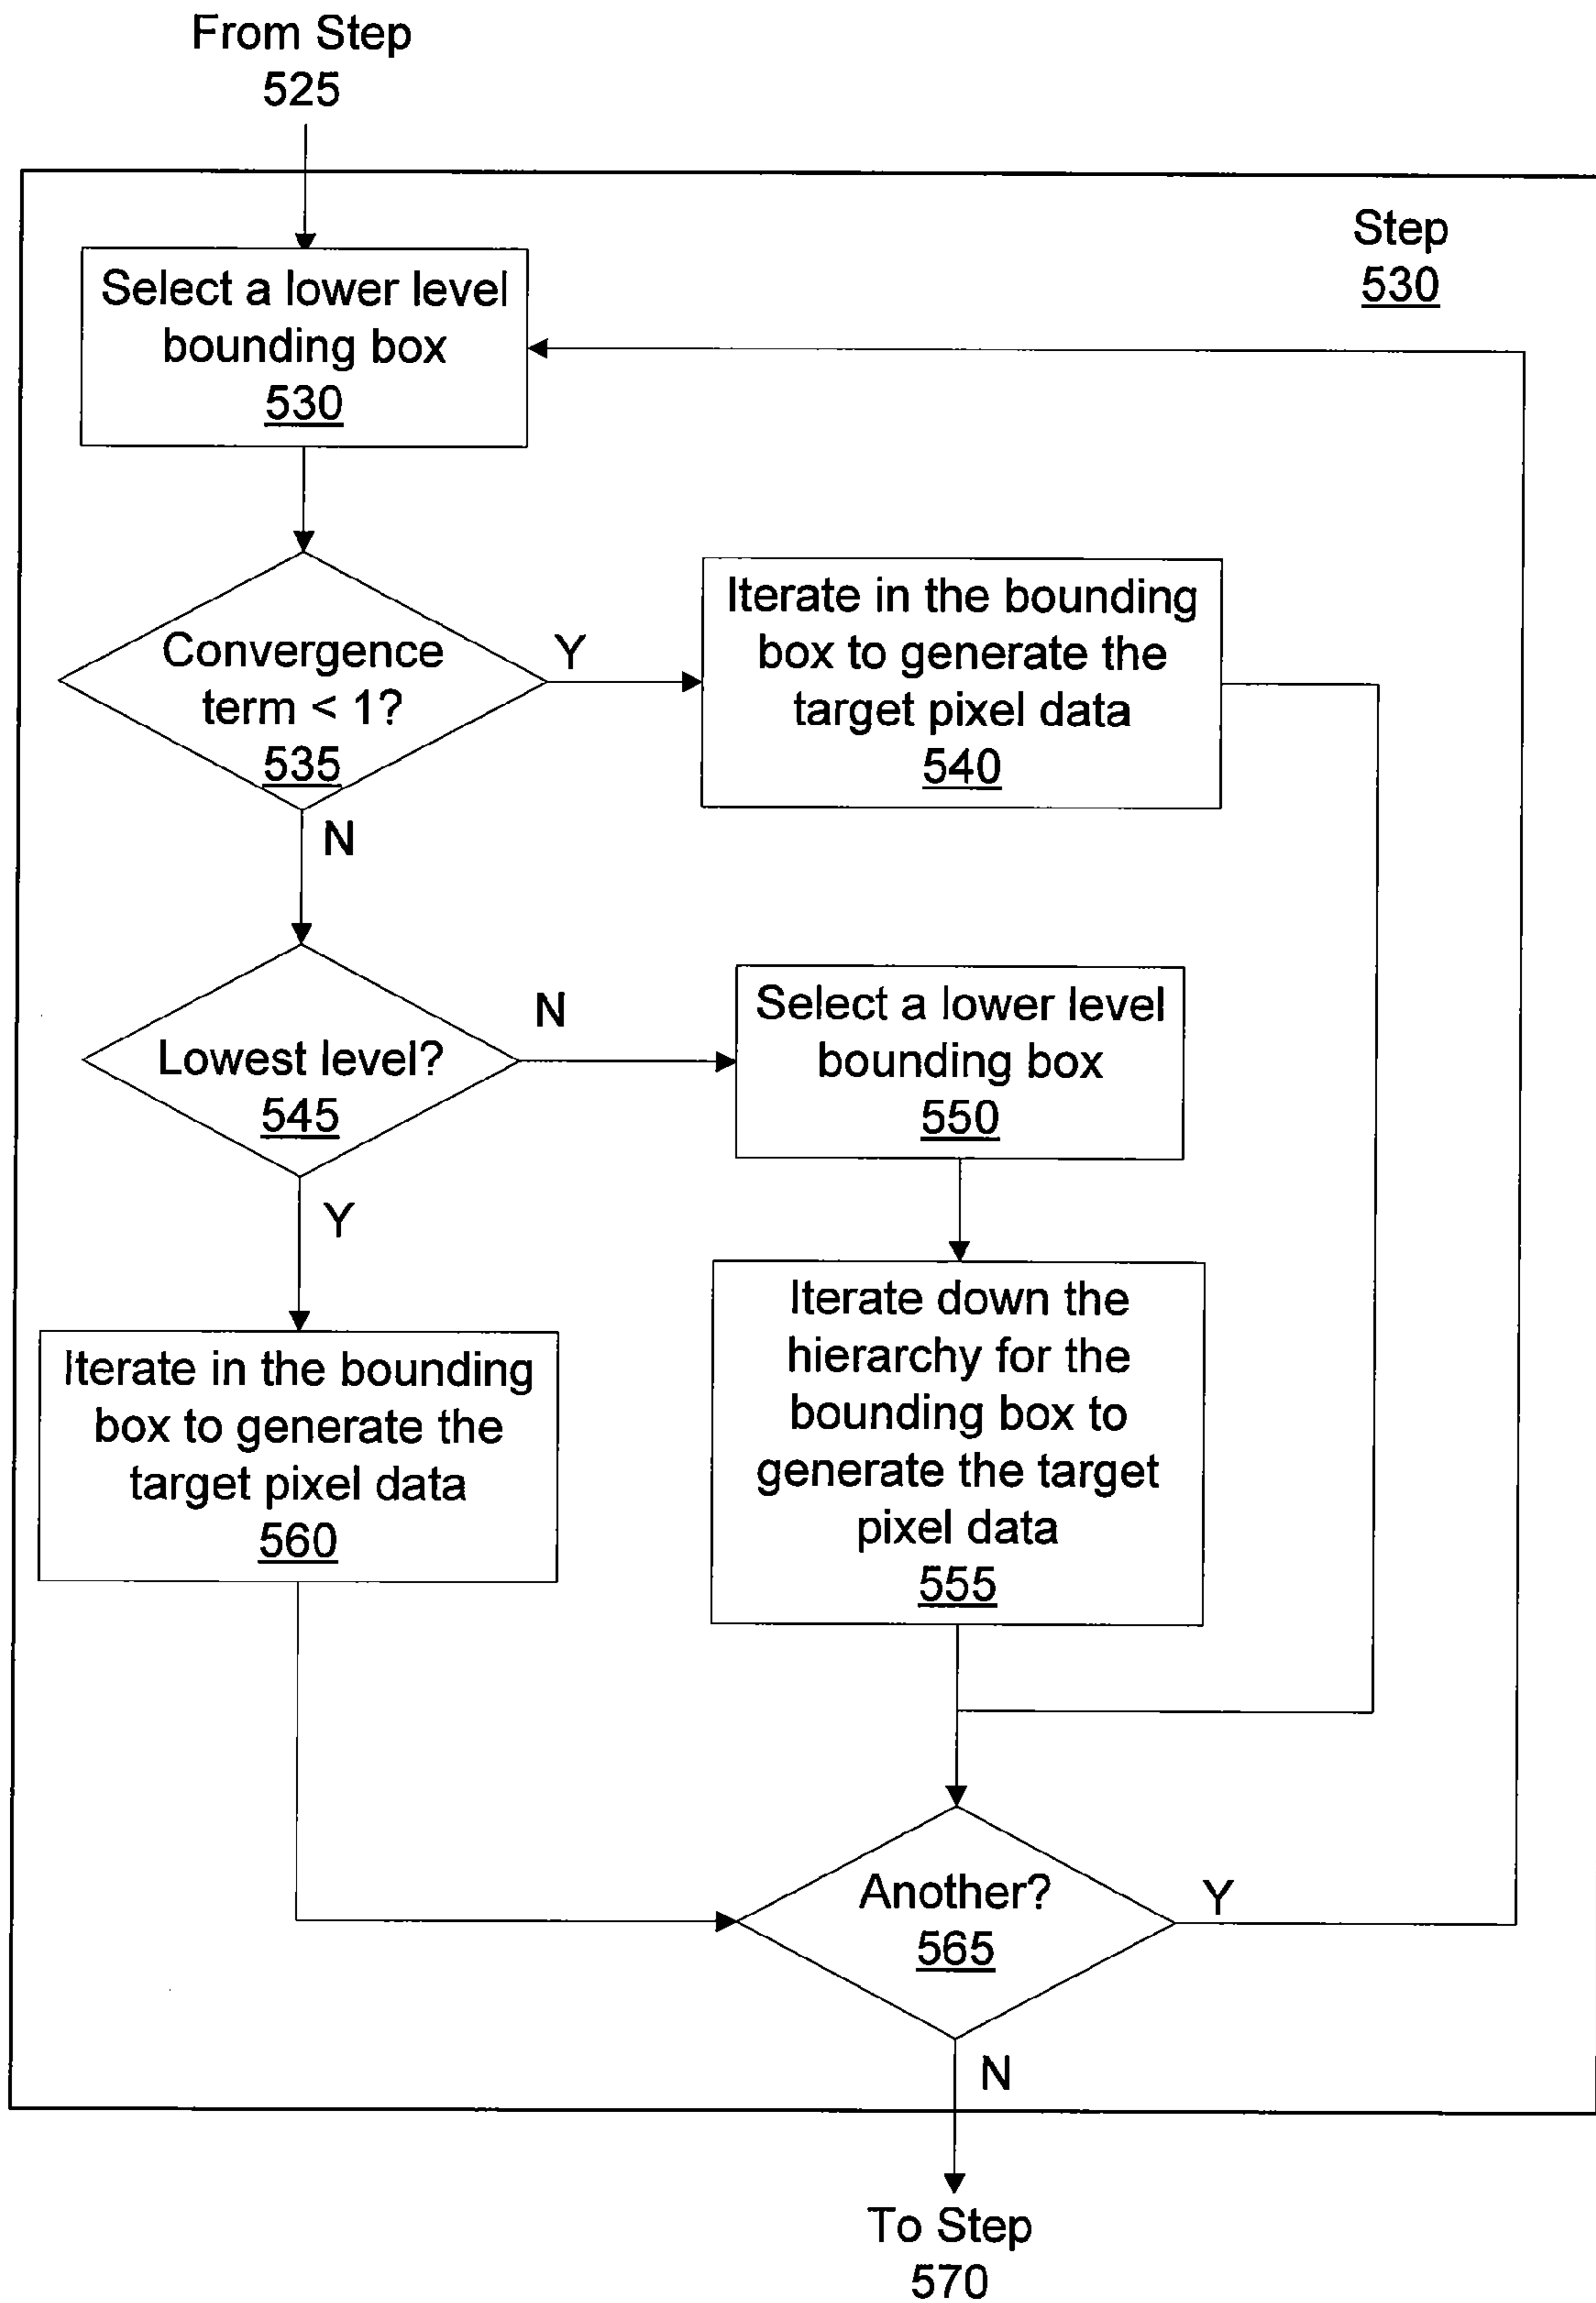 From Step
525
Step
530
Select a lower level
bounding box
530
Convergence
term < 1?
535
Y
N
Iterate in the bounding
box to generate the
target pixel data
540
Lowest level?
545
N
Y
Select a lower level
bounding box
550
Iterate down the
hierarchy for the
bounding box to
generate the target
pixel data
555
Iterate in the bounding
box to generate the
target pixel data
560
Another?
565
Y
N
To Step
570